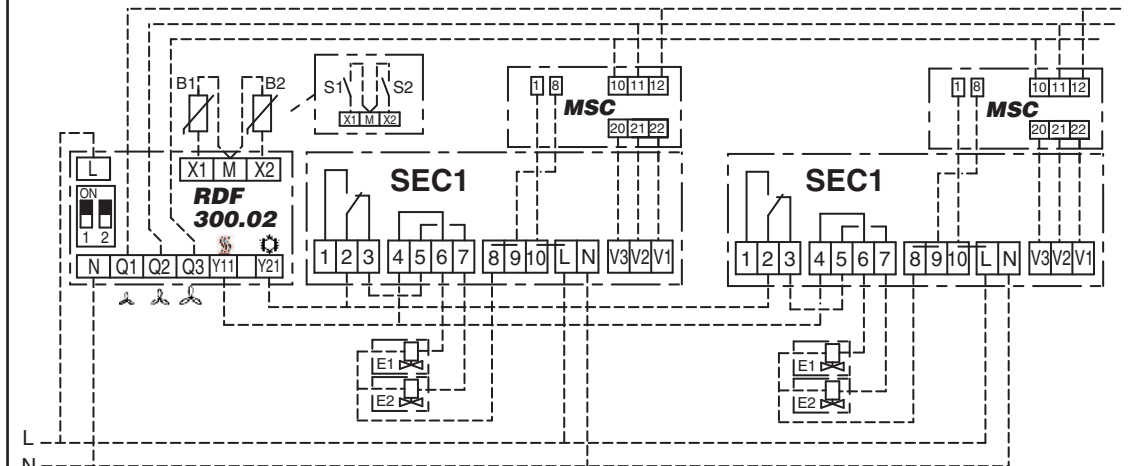 B1 B2
S1 S2
X1 M X2
1 8 10 11 12
MSC
20 21 22
1 8 10 11 12
MSC
20 21 22
L
X1 M X2
RDF
300.02
ON
1 2
N Q1 Q2 Q3 Y11 Y21
SEC1
1 2 3 4 5 6 7 8 9 10 L N V3 V2 V1
SEC1
1 2 3 4 5 6 7 8 9 10 L N V3 V2 V1
E1
E2
E1
E2
L
N